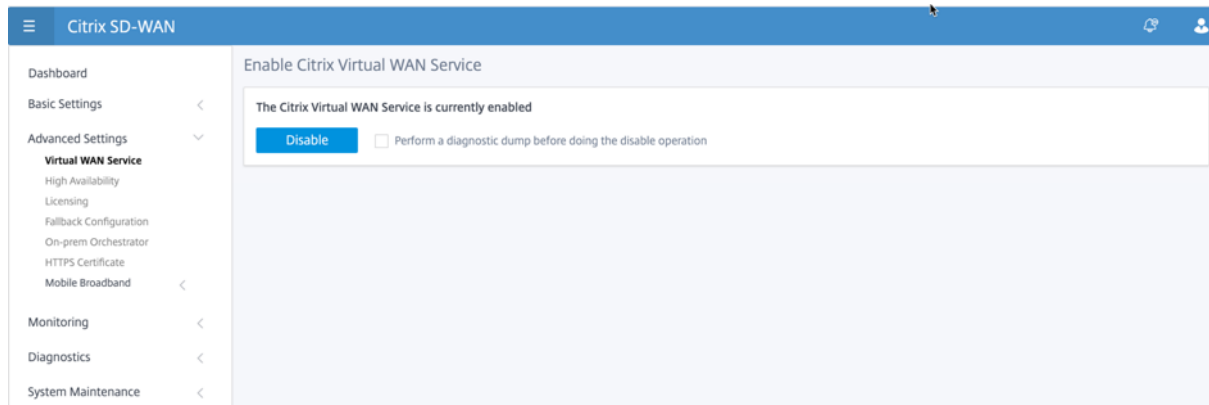 Citrix SD-WAN
Dashboard
Basic Settings
Advanced Settings
Virtual WAN Service
High Availability
Licensing
Fallback Configuration
On-prem Orchestrator
HTTPS Certificate
Mobile Broadband
Monitoring
Diagnostics
System Maintenance
Enable Citrix Virtual WAN Service
The Citrix Virtual WAN Service is currently enabled
Disable
Perform a diagnostic dump before doing the disable operation